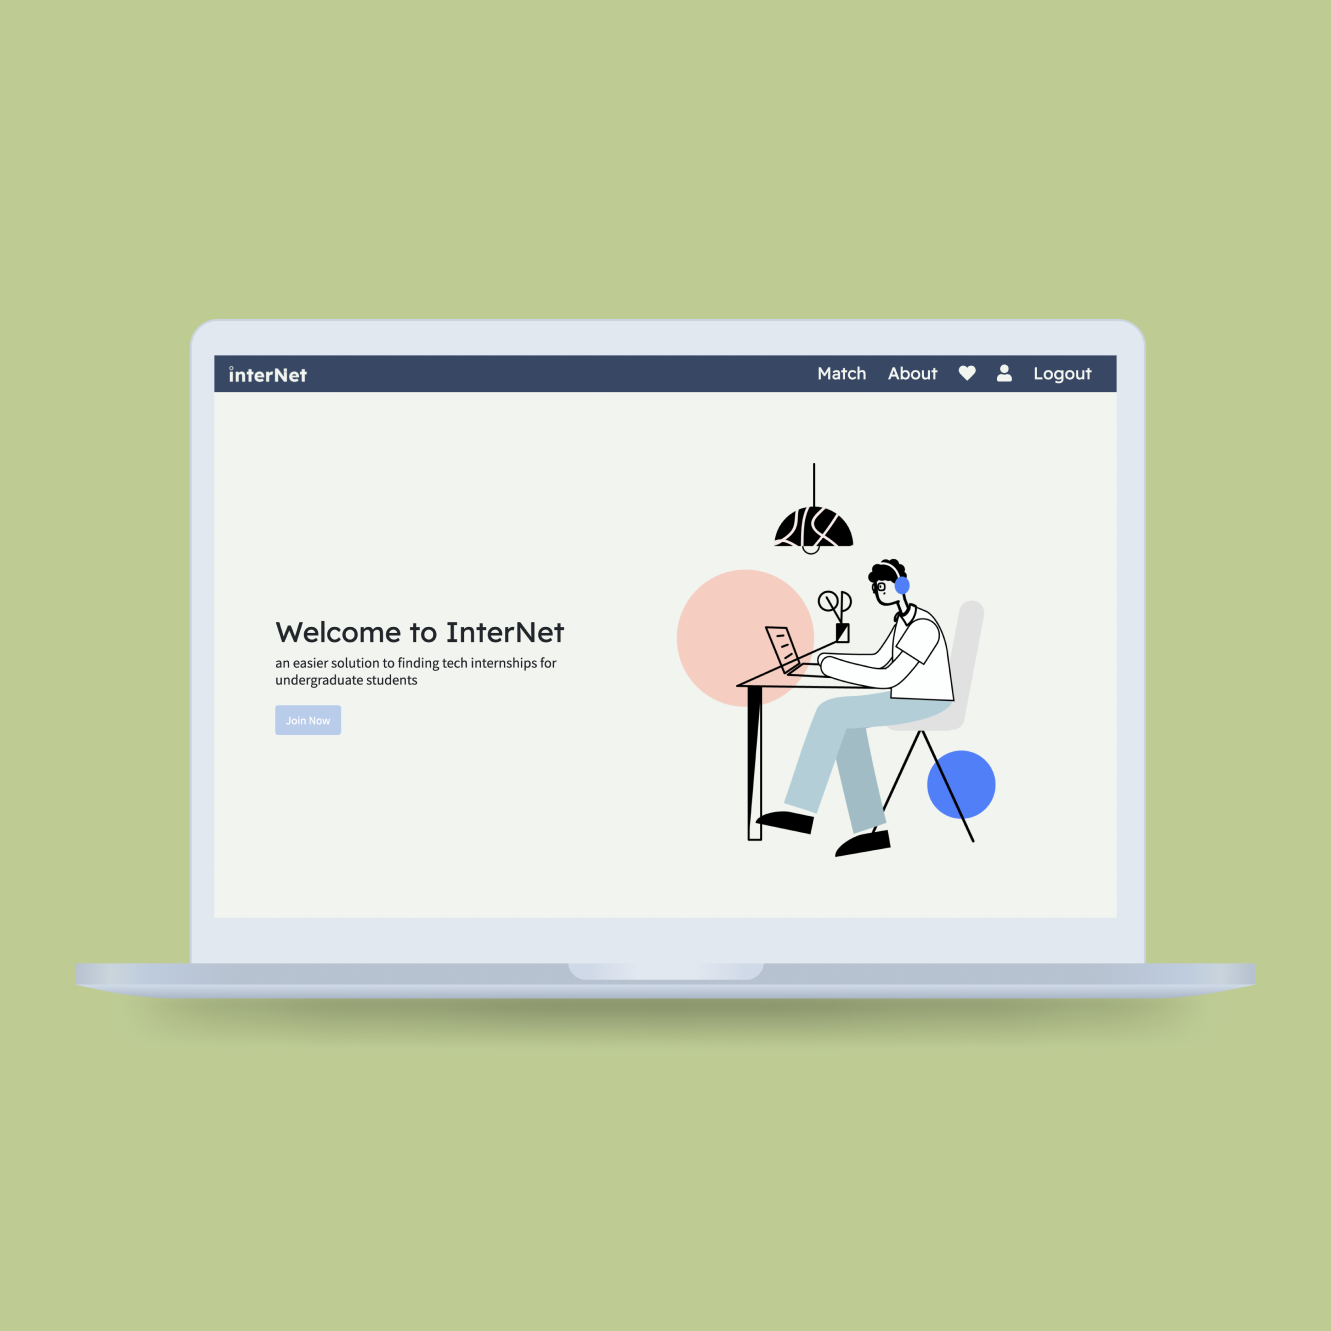 interNet
Match
About
Logout
Welcome to InterNet
an easier solution to finding tech internships for
undergraduate students
Join Now